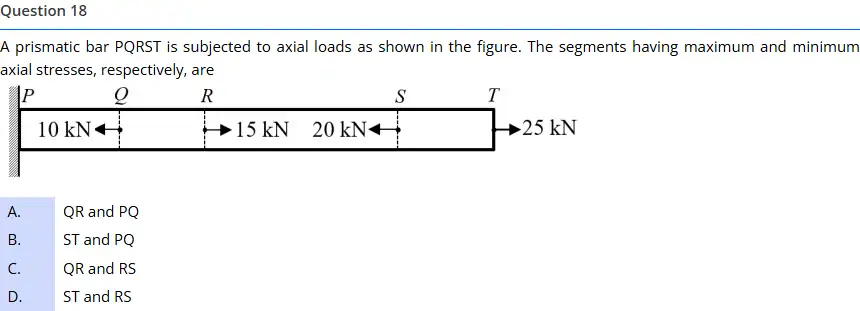 Question 18
A prismatic bar PQRST is subjected to axial loads as shown in the figure. The segments having maximum and minimum
axial stresses, respectively, are
P Q R S T
10 kN 15 kN 20 kN 25 kN
A. QR and PQ
B. ST and PQ
C. QR and RS
D. ST and RS